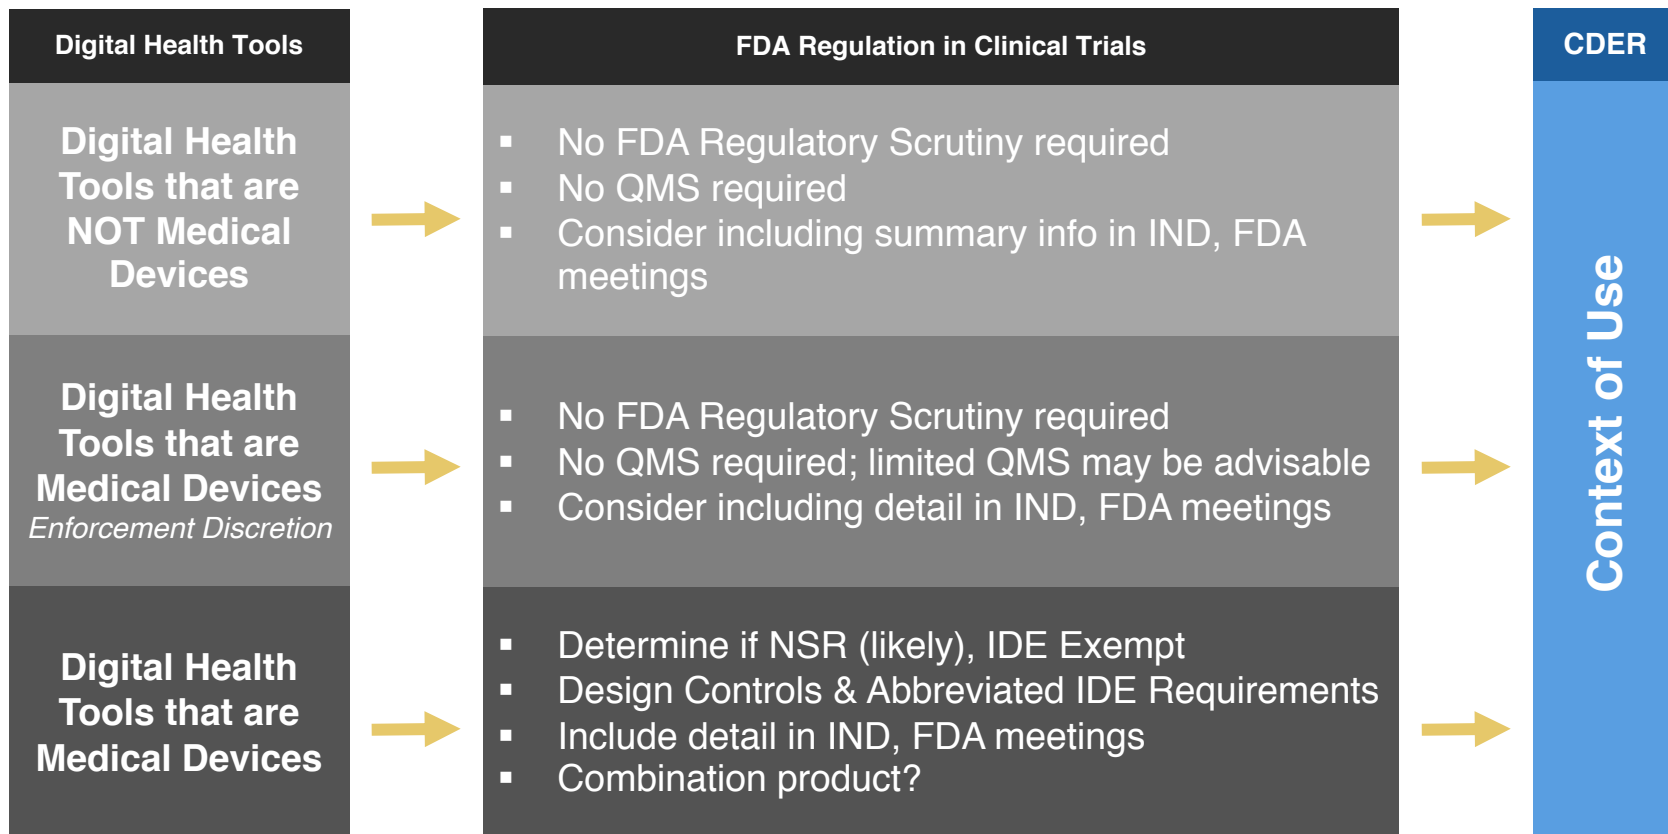 Digital Health Tools
FDA Regulation in Clinical Trials
CDER
Digital Health
Tools that are
NOT Medical
Devices
▪ No FDA Regulatory Scrutiny required
▪ No QMS required
▪ Consider including summary info in IND, FDA
meetings
Digital Health
Tools that are
Medical Devices
Enforcement Discretion
▪ No FDA Regulatory Scrutiny required
▪ No QMS required; limited QMS may be advisable
▪ Consider including detail in IND, FDA meetings
Digital Health
Tools that are
Medical Devices
▪ Determine if NSR (likely), IDE Exempt
▪ Design Controls & Abbreviated IDE Requirements
▪ Include detail in IND, FDA meetings
▪ Combination product?
Context of Use